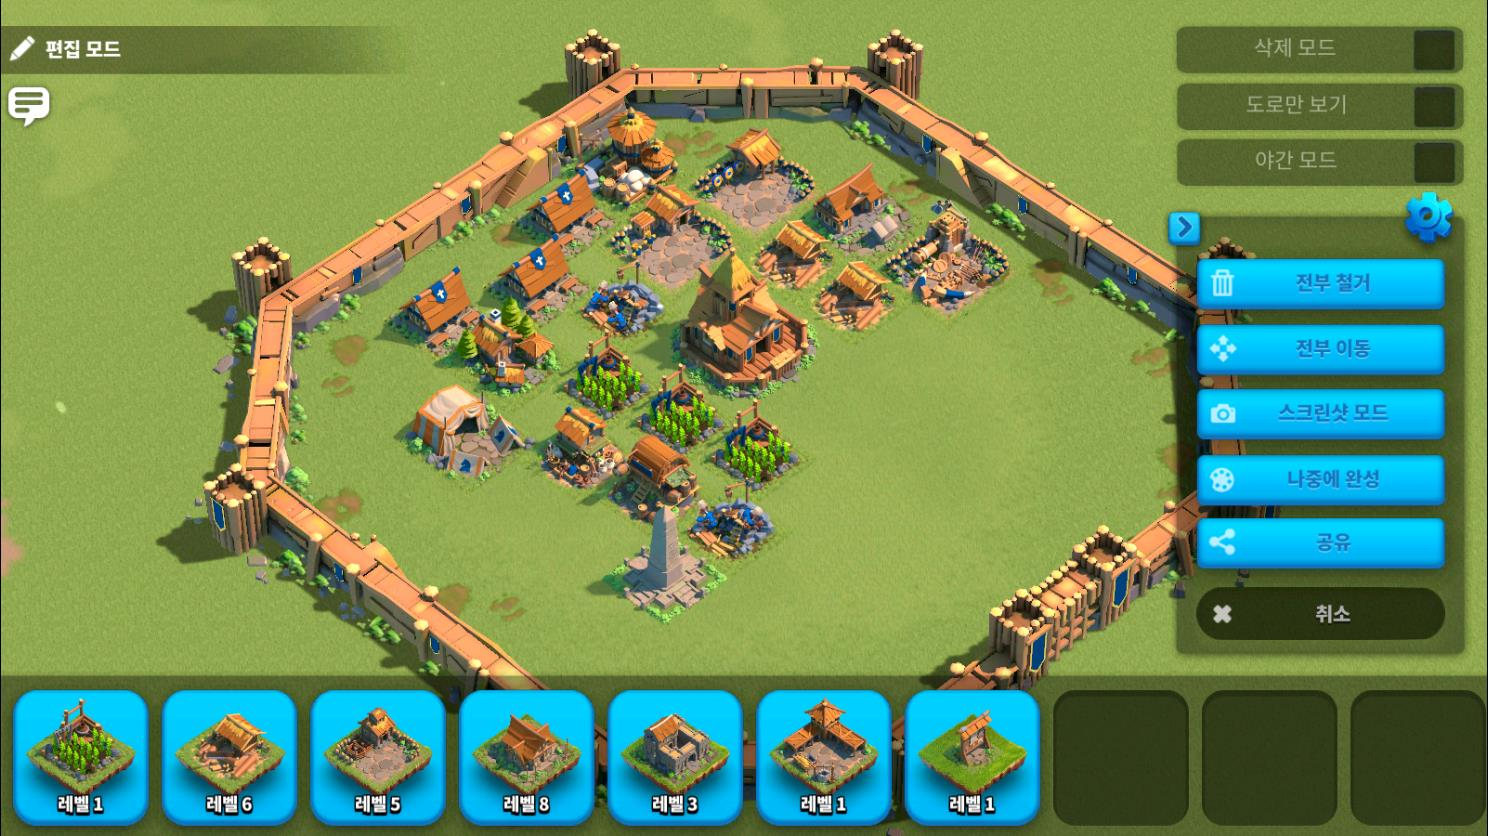 편집 모드
삭제 모드
도로만 보기
야간 모드
전부 철거
전부 이동
스크린샷 모드
나중에 완성
공유
취소
레벨 1
레벨 6
레벨 5
레벨 8
레벨 3
레벨 1
레벨 1